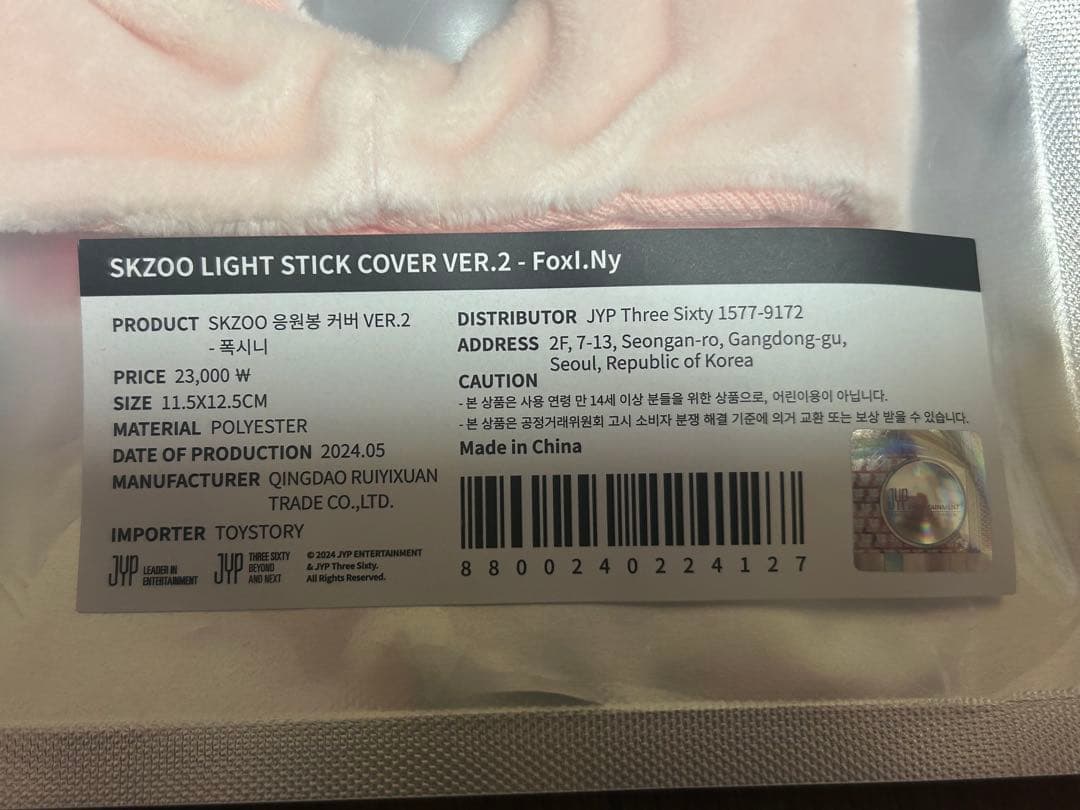 SKZOO LIGHT STICK COVER VER.2 - FoxI.Ny
PRODUCT SKZOO 응원봉 커버 VER.2
- 폭시니
PRICE 23,000 ₩
SIZE 11.5X12.5CM
MATERIAL POLYESTER
DATE OF PRODUCTION 2024.05
MANUFACTURER QINGDAO RUIYIXUAN
TRADE CO.,LTD.
IMPORTER TOYSTORY
JYP LEADER IN
ENTERTAINMENT
JYP THREE SIXTY
BEYOND
AND NEXT
© 2024 JYP ENTERTAINMENT
& JYP Three Sixty.
All Rights Reserved.
DISTRIBUTOR JYP Three Sixty 1577-9172
ADDRESS 2F, 7-13, Seongan-ro, Gangdong-gu,
Seoul, Republic of Korea
CAUTION
- 본 상품은 사용 연령 만 14세 이상 분들을 위한 상품으로, 어린이용이 아닙니다.
- 본 상품은 공정거래위원회 고시 소비자 분쟁 해결 기준에 의거 교환 또는 보상 받을 수 있습니다.
Made in China
8800240224127
JYP